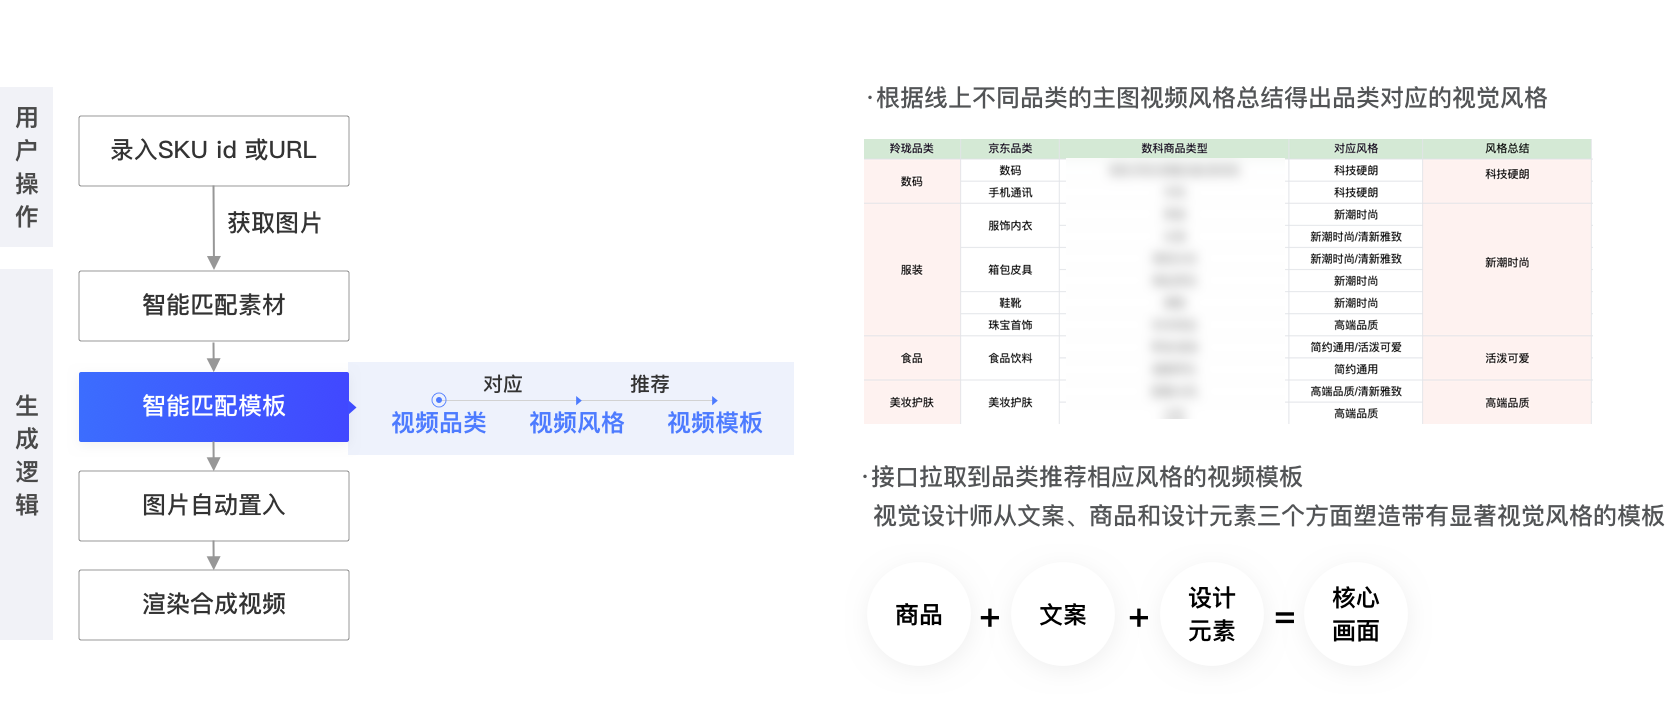 用户操作
录入SKU id 或URL
获取图片
生成逻辑
智能匹配素材
智能匹配模板
对应
推荐
视频品类
视频风格
视频模板
图片自动置入
渲染合成视频
·根据线上不同品类的主图视频风格总结得出品类对应的视觉风格
羚珑品类 京东品类 数科商品类型 对应风格 风格总结
数码 数码 科技硬朗 科技硬朗
手机通讯 科技硬朗
服装 服饰内衣 新潮时尚 新潮时尚
新潮时尚/清新雅致
箱包皮具 新潮时尚/清新雅致
新潮时尚
鞋靴 新潮时尚
珠宝首饰 高端品质
食品 食品饮料 简约通用/活泼可爱 活泼可爱
简约通用
美妆护肤 美妆护肤 高端品质/清新雅致 高端品质
高端品质
·接口拉取到品类推荐相应风格的视频模板
视觉设计师从文案、商品和设计元素三个方面塑造带有显著视觉风格的模板
商品 + 文案 + 设计元素 = 核心画面